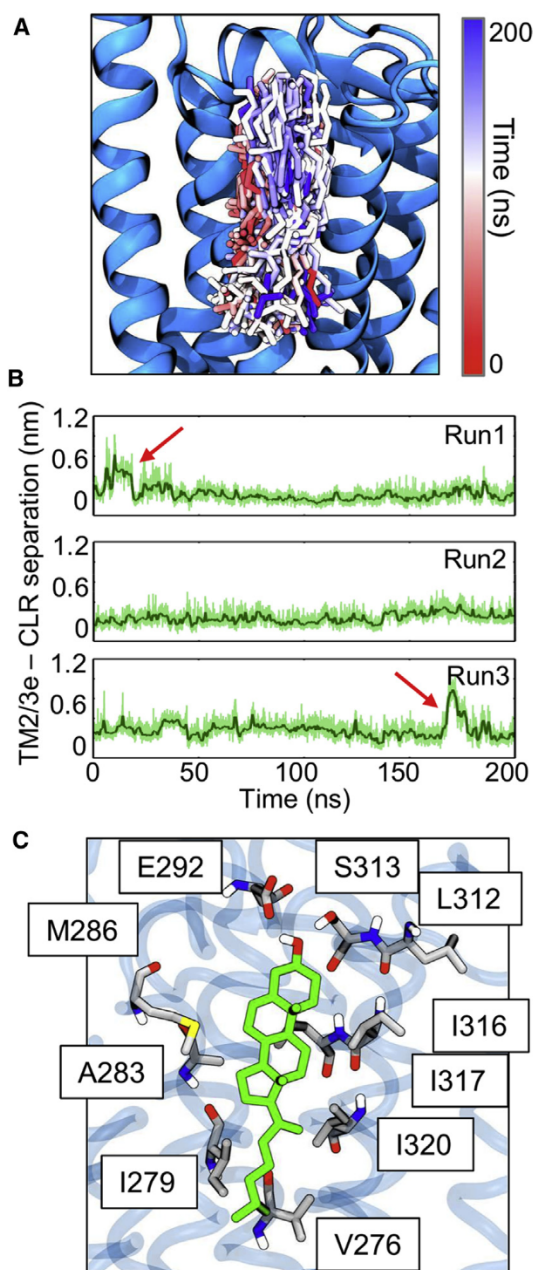 A
200
Time (ns)
0
B
TM2/3e – CLR separation (nm)
1.2
0.6
0
Run1
1.2
0.6
0
Run2
1.2
0.6
0
Run3
0 50 100 150 200
Time (ns)
C
E292
S313
L312
M286
I316
A283
I317
I320
I279
V276